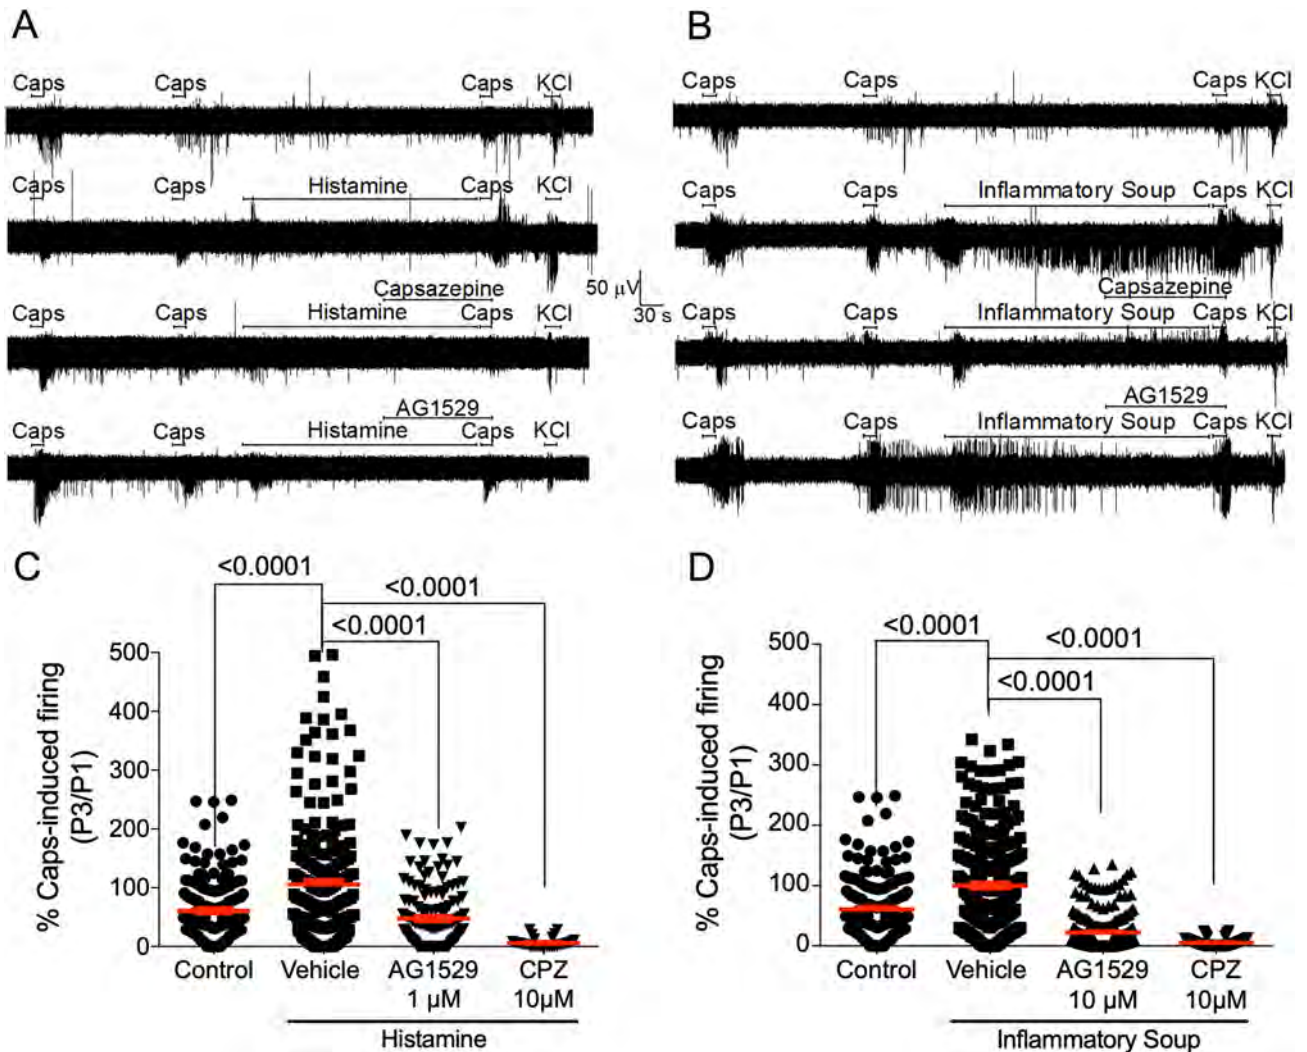 A
Caps Caps Caps KCl
Caps Caps Histamine Caps KCl
Capsazepine
Caps Caps Histamine Caps KCl
AG1529
Caps Caps Histamine Caps KCl
50 µV
30 s
B
Caps Caps Caps KCl
Caps Caps Inflammatory Soup Caps KCl
Capsazepine
Caps Caps Inflammatory Soup Caps KCl
AG1529
Caps Caps Inflammatory Soup Caps KCl
C
<0.0001
<0.0001
<0.0001
% Caps-induced firing
(P3/P1)
500
400
300
200
100
0
Control Vehicle AG1529 CPZ
1 µM 10µM
Histamine
D
<0.0001
<0.0001
<0.0001
% Caps-induced firing
(P3/P1)
500
400
300
200
100
0
Control Vehicle AG1529 CPZ
10 µM 10µM
Inflammatory Soup